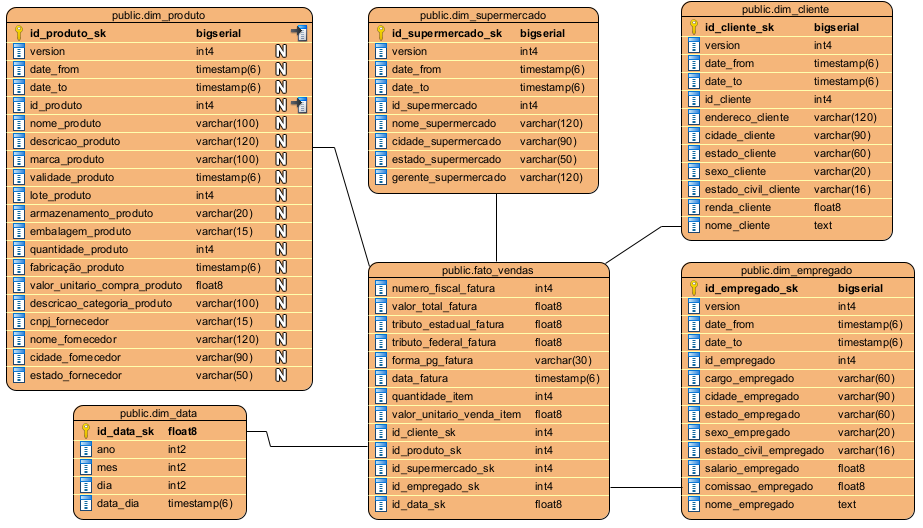 public.dim_produto
id_produto_sk bigserial
version int4 N
date_from timestamp(6) N
date_to timestamp(6) N
id_produto int4 N
nome_produto varchar(100) N
descricao_produto varchar(120) N
marca_produto varchar(100) N
validade_produto timestamp(6) N
lote_produto int4 N
armazenamento_produto varchar(20) N
embalagem_produto varchar(15) N
quantidade_produto int4 N
fabricação_produto timestamp(6) N
valor_unitario_compra_produto float8 N
descricao_categoria_produto varchar(100) N
cnpj_fornecedor varchar(15) N
nome_fornecedor varchar(120) N
cidade_fornecedor varchar(90) N
estado_fornecedor varchar(50) N
public.dim_supermercado
id_supermercado_sk bigserial
version int4
date_from timestamp(6)
date_to timestamp(6)
id_supermercado int4
nome_supermercado varchar(120)
cidade_supermercado varchar(90)
estado_supermercado varchar(50)
gerente_supermercado varchar(120)
public.dim_cliente
id_cliente_sk bigserial
version int4
date_from timestamp(6)
date_to timestamp(6)
id_cliente int4
endereco_cliente varchar(120)
cidade_cliente varchar(90)
estado_cliente varchar(60)
sexo_cliente varchar(20)
estado_civil_cliente varchar(16)
renda_cliente float8
nome_cliente text
public.fato_vendas
numero_fiscal_fatura int4
valor_total_fatura float8
tributo_estadual_fatura float8
tributo_federal_fatura float8
forma_pg_fatura varchar(30)
data_fatura timestamp(6)
quantidade_item int4
valor_unitario_venda_item float8
id_cliente_sk int4
id_produto_sk int4
id_supermercado_sk int4
id_empregado_sk int4
id_data_sk float8
public.dim_empregado
id_empregado_sk bigserial
version int4
date_from timestamp(6)
date_to timestamp(6)
id_empregado int4
cargo_empregado varchar(60)
cidade_empregado varchar(90)
estado_empregado varchar(60)
sexo_empregado varchar(20)
estado_civil_empregado varchar(16)
salario_empregado float8
comissao_empregado float8
nome_empregado text
public.dim_data
id_data_sk float8
ano int2
mes int2
dia int2
data_dia timestamp(6)